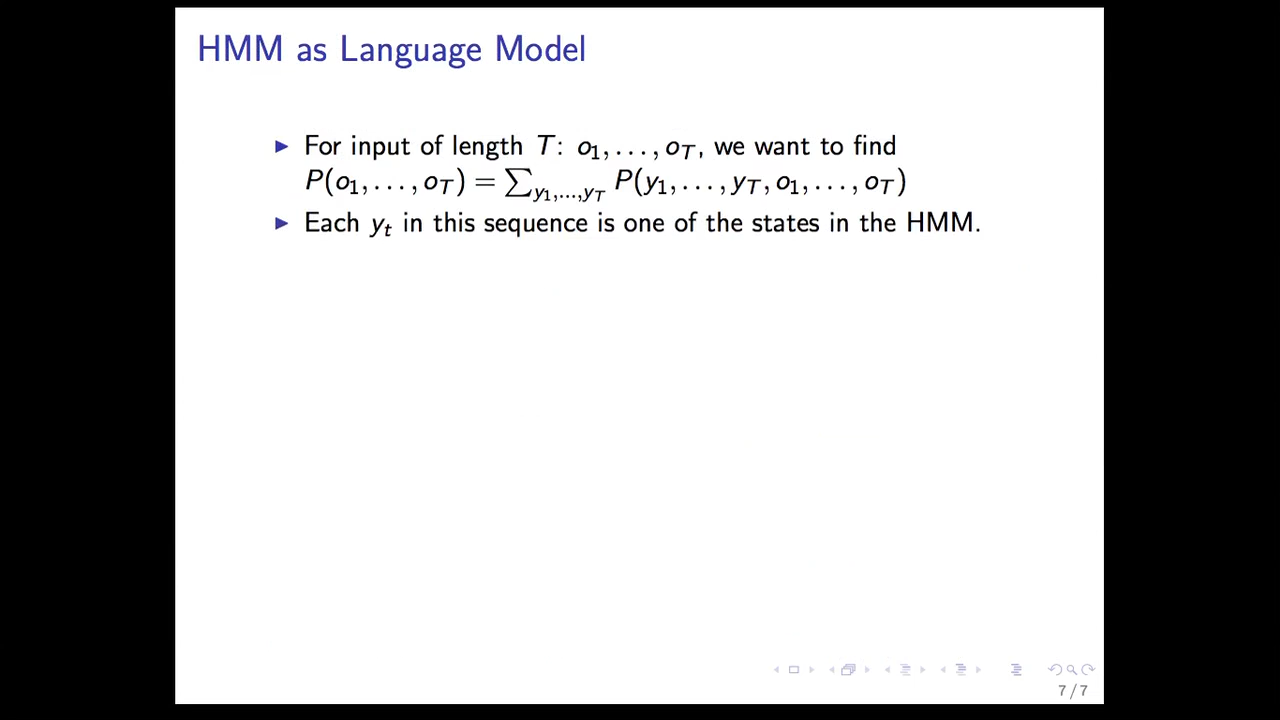 HMM as Language Model
▶ For input of length T: o₁, . . . , o_T, we want to find
P(o₁, . . . , o_T) = ∑_{y₁,...,y_T} P(y₁, . . . , y_T, o₁, . . . , o_T)
▶ Each y_t in this sequence is one of the states in the HMM.
7 / 7